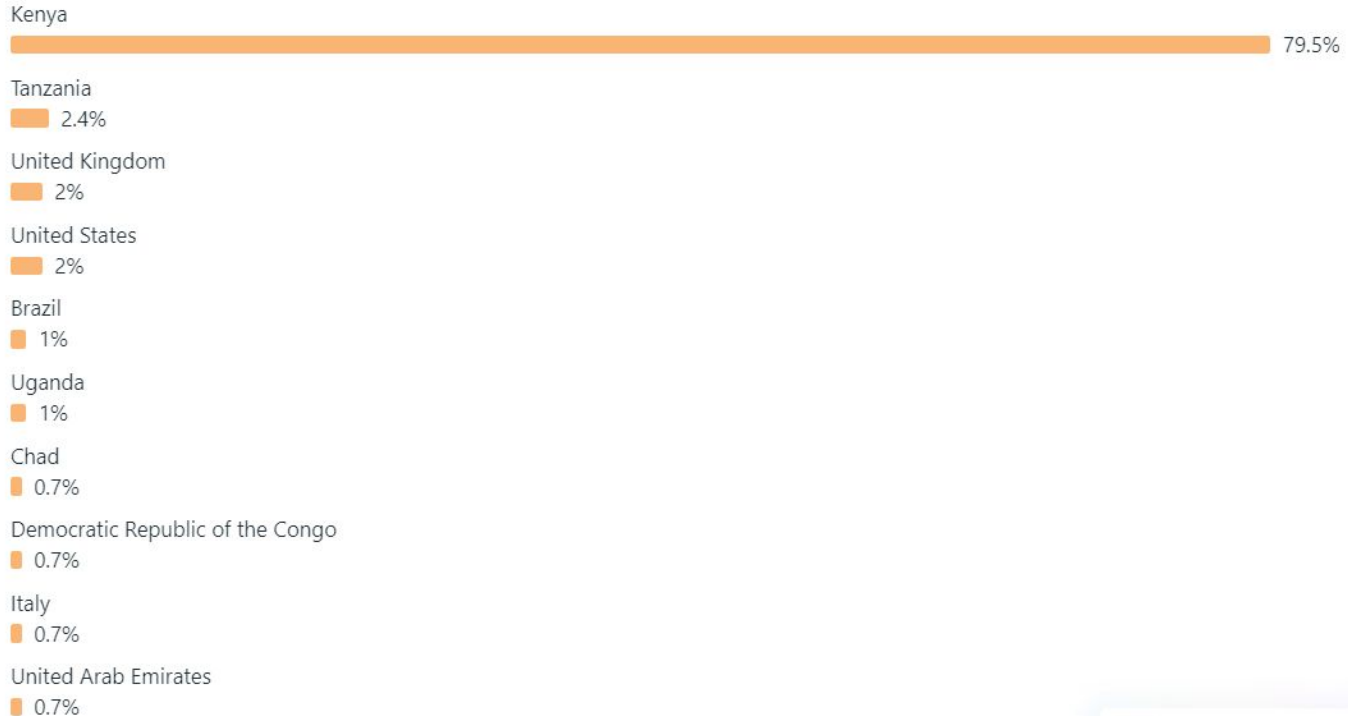 Kenya
79.5%
Tanzania
2.4%
United Kingdom
2%
United States
2%
Brazil
1%
Uganda
1%
Chad
0.7%
Democratic Republic of the Congo
0.7%
Italy
0.7%
United Arab Emirates
0.7%